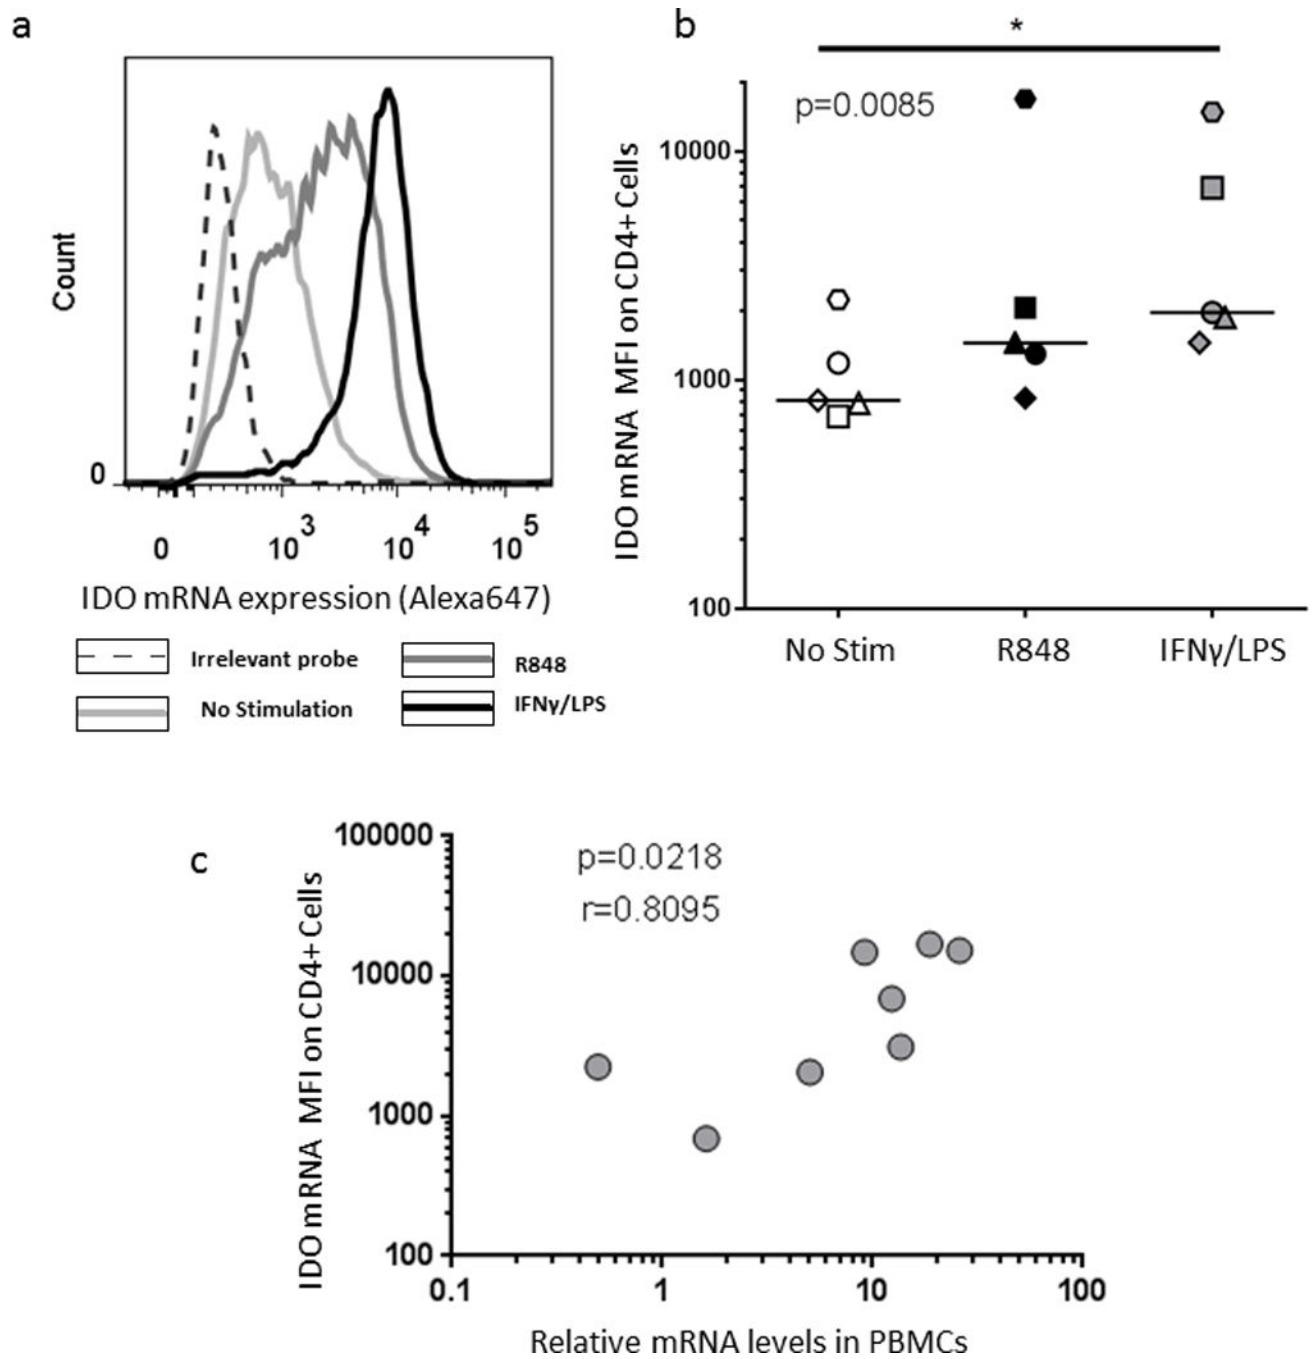 a
Count
0
0 10^3 10^4 10^5
IDO mRNA expression (Alexa647)
Irrelevant probe
R848
No Stimulation
IFNγ/LPS
b
*
p=0.0085
IDO mRNA MFI on CD4+ Cells
10000
1000
100
No Stim R848 IFNγ/LPS
c
p=0.0218
r=0.8095
IDO mRNA MFI on CD4+ Cells
100000
10000
1000
100
0.1 1 10 100
Relative mRNA levels in PBMCs